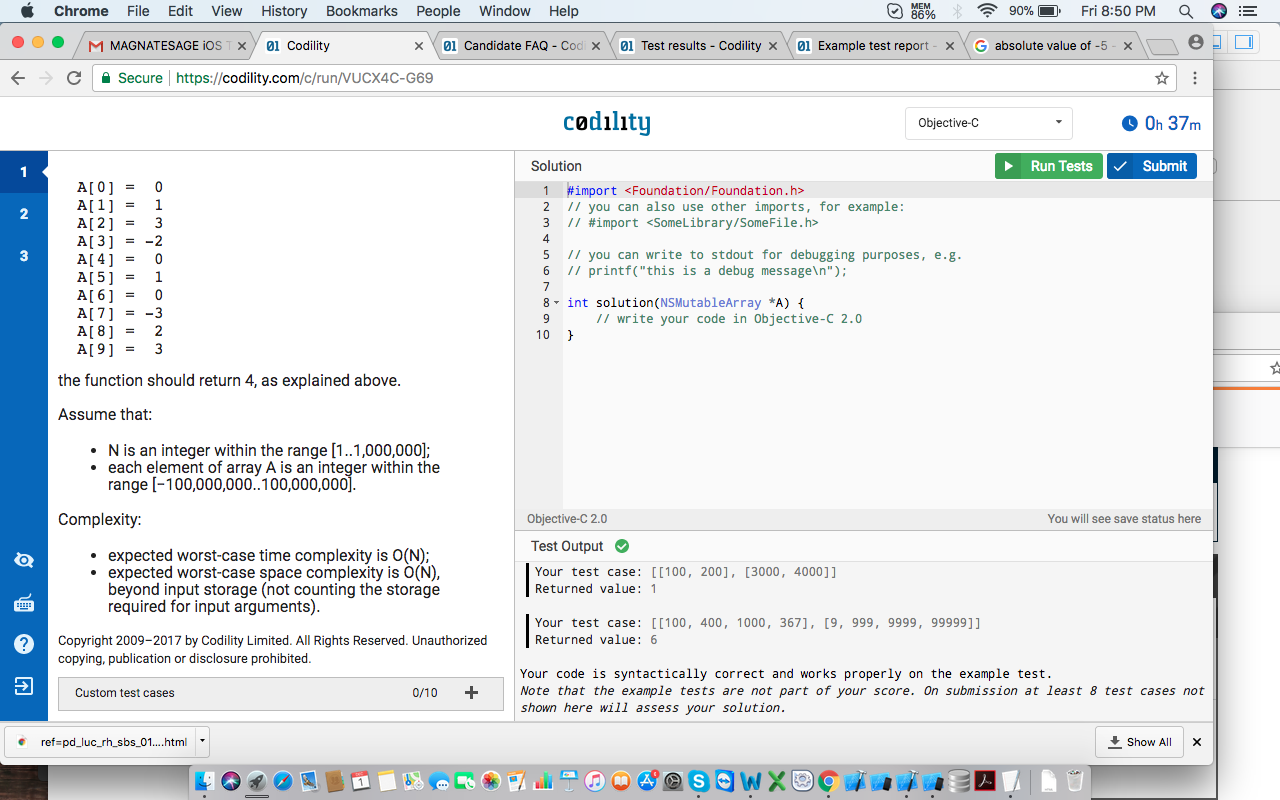 Chrome File Edit View History Bookmarks People Window Help MEM 86% 90% Fri 8:50 PM
MAGNATESAGE iOS T × 01 Codility × 01 Candidate FAQ - Cod × 01 Test results - Codility × 01 Example test report - × G absolute value of -5 - ×
Secure | https://codility.com/c/run/VUCX4C-G69
codility
Objective-C
0h 37m
1
2
3
A[0] = 0
A[1] = 1
A[2] = 3
A[3] = -2
A[4] = 0
A[5] = 1
A[6] = 0
A[7] = -3
A[8] = 2
A[9] = 3
the function should return 4, as explained above.
Assume that:
• N is an integer within the range [1..1,000,000];
• each element of array A is an integer within the
range [−100,000,000..100,000,000].
Complexity:
• expected worst-case time complexity is O(N);
• expected worst-case space complexity is O(N),
beyond input storage (not counting the storage
required for input arguments).
Copyright 2009–2017 by Codility Limited. All Rights Reserved. Unauthorized
copying, publication or disclosure prohibited.
Custom test cases 0/10 +
Solution Run Tests Submit
1 #import <Foundation/Foundation.h>
2 // you can also use other imports, for example:
3 // #import <SomeLibrary/SomeFile.h>
4
5 // you can write to stdout for debugging purposes, e.g.
6 // printf("this is a debug message\n");
7
8 int solution(NSMutableArray *A) {
9 // write your code in Objective-C 2.0
10 }
Objective-C 2.0 You will see save status here
Test Output
Your test case: [[100, 200], [3000, 4000]]
Returned value: 1
Your test case: [[100, 400, 1000, 367], [9, 999, 9999, 99999]]
Returned value: 6
Your code is syntactically correct and works properly on the example test.
Note that the example tests are not part of your score. On submission at least 8 test cases not
shown here will assess your solution.
ref=pd_luc_rh_sbs_01....html Show All ×